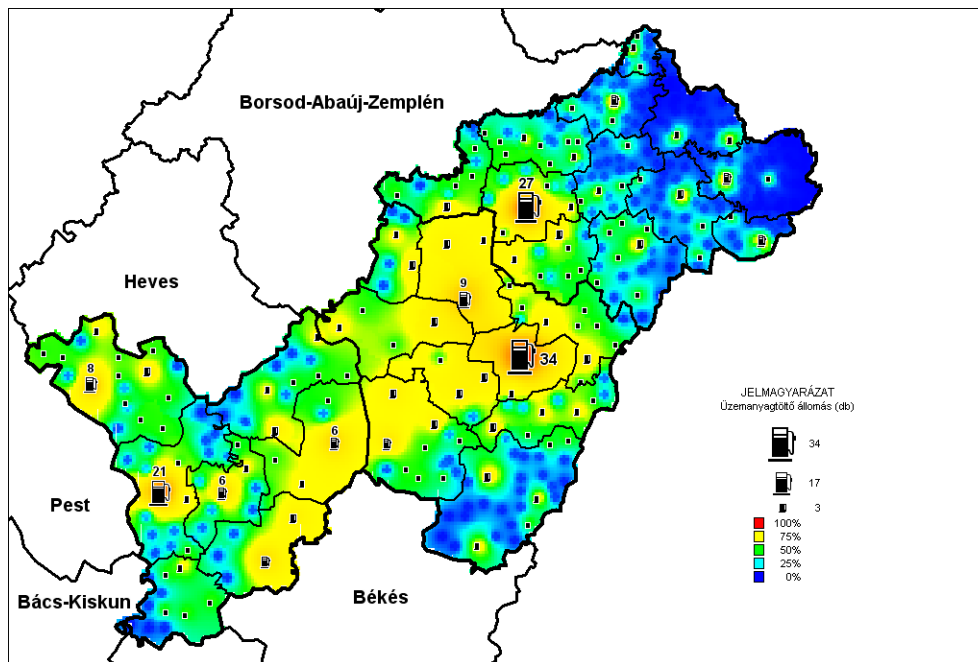 Borsod-Abaúj-Zemplén
27
Heves
9
34
8
6
21
6
Pest
Bács-Kiskun
Békés
JELMAGYARÁZAT
Üzemanyagtöltő állomás (db)
34
17
3
100%
75%
50%
25%
0%